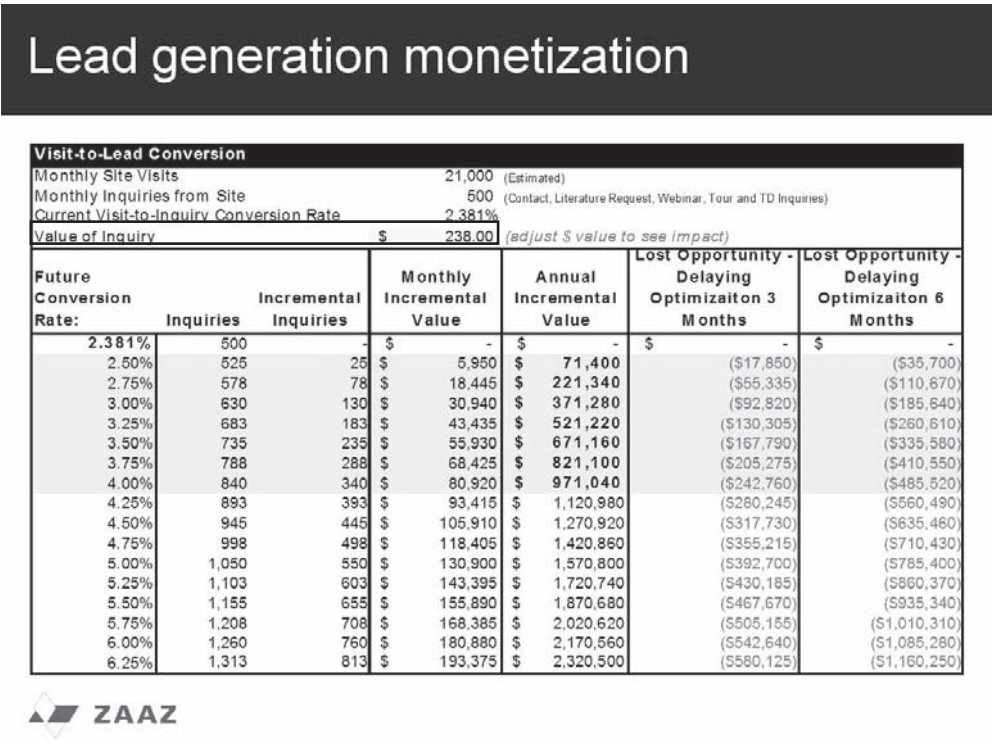 Lead generation monetization
Visit-to-Lead Conversion
Monthly Site Visits 21,000 (Estimated)
Monthly Inquiries from Site 500 (Contact, Literature Request, Webinar, Tour and TD Inquiries)
Current Visit-to-Inquiry Conversion Rate 2.381%
Value of Inquiry $ 238.00 (adjust $ value to see impact)
Future Conversion Rate: Inquiries Incremental Inquiries Monthly Incremental Value Annual Incremental Value Lost Opportunity - Delaying Optimizaiton 3 Months Lost Opportunity - Delaying Optimizaiton 6 Months
2.381% 500 - $ - $ - $ - $ -
2.50% 525 25 $ 5,950 $ 71,400 ($17,850) ($35,700)
2.75% 578 78 $ 18,445 $ 221,340 ($55,335) ($110,670)
3.00% 630 130 $ 30,940 $ 371,280 ($92,820) ($185,640)
3.25% 683 183 $ 43,435 $ 521,220 ($130,305) ($260,610)
3.50% 735 235 $ 55,930 $ 671,160 ($167,790) ($335,580)
3.75% 788 288 $ 68,425 $ 821,100 ($205,275) ($410,550)
4.00% 840 340 $ 80,920 $ 971,040 ($242,760) ($485,520)
4.25% 893 393 $ 93,415 $ 1,120,980 ($280,245) ($560,490)
4.50% 945 445 $ 105,910 $ 1,270,920 ($317,730) ($635,460)
4.75% 998 498 $ 118,405 $ 1,420,860 ($355,215) ($710,430)
5.00% 1,050 550 $ 130,900 $ 1,570,800 ($392,700) ($785,400)
5.25% 1,103 603 $ 143,395 $ 1,720,740 ($430,185) ($860,370)
5.50% 1,155 655 $ 155,890 $ 1,870,680 ($467,670) ($935,340)
5.75% 1,208 708 $ 168,385 $ 2,020,620 ($505,155) ($1,010,310)
6.00% 1,260 760 $ 180,880 $ 2,170,560 ($542,640) ($1,085,280)
6.25% 1,313 813 $ 193,375 $ 2,320,500 ($580,125) ($1,160,250)
ZAAZ